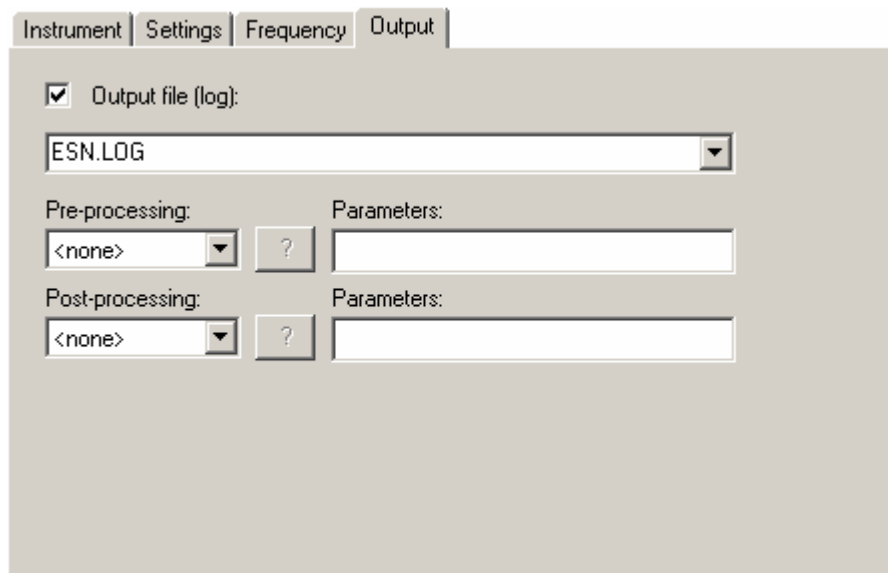 Instrument Settings Frequency Output
Output file (log):
ESN.LOG
Pre-processing: Parameters:
<none> ?
Post-processing: Parameters:
<none> ?